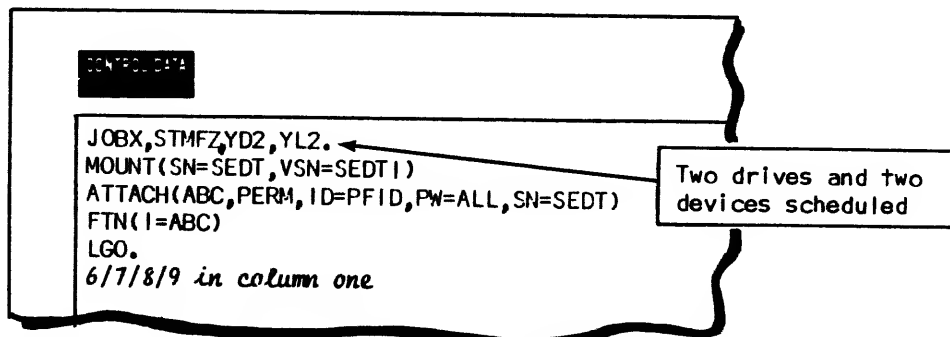 CONTROL DATA
JOBX,STMFZ,YD2,YL2.
MOUNT(SN=SEDT,VSN=SEDT1)
ATTACH(ABC,PERM,ID=PFID,PW=ALL,SN=SEDT)
FTN(I=ABC)
LGO.
6/7/8/9 in column one
Two drives and two
devices scheduled